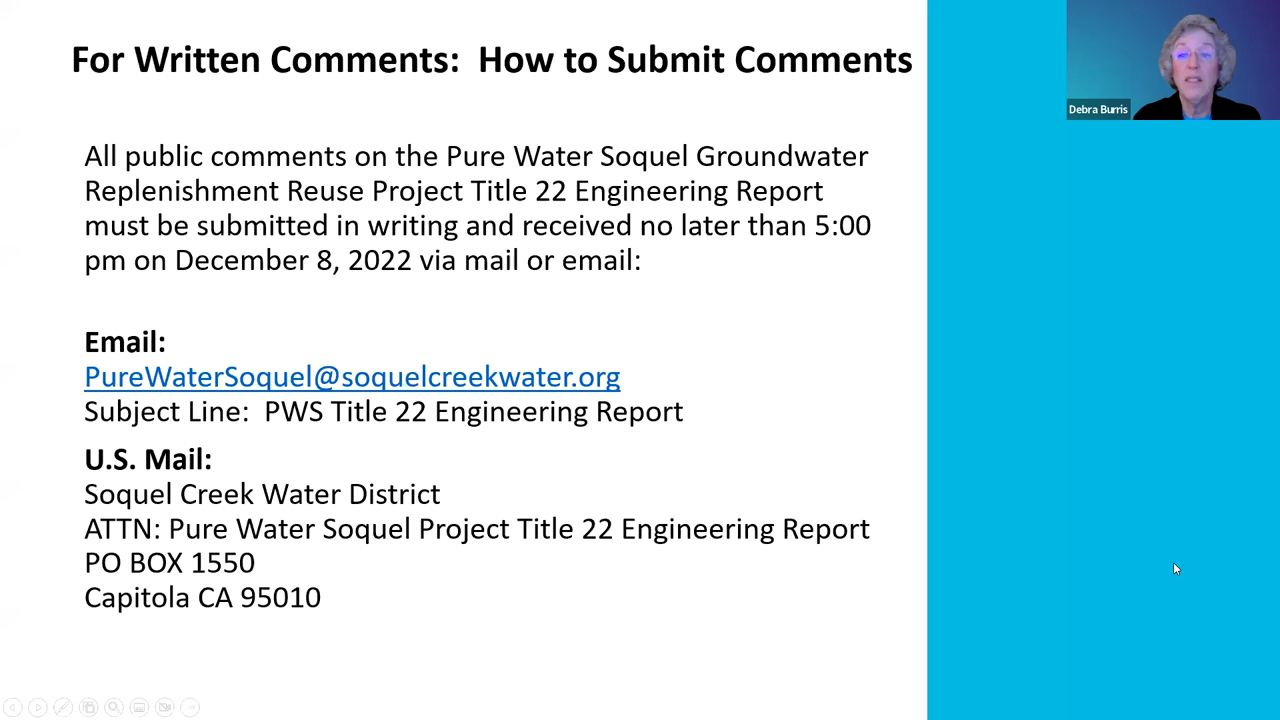 For Written Comments:  How to Submit Comments
Debra Burris
All public comments on the Pure Water Soquel Groundwater
Replenishment Reuse Project Title 22 Engineering Report
must be submitted in writing and received no later than 5:00
pm on December 8, 2022 via mail or email:
Email:
PureWaterSoquel@soquelcreekwater.org
Subject Line:  PWS Title 22 Engineering Report
U.S. Mail:
Soquel Creek Water District
ATTN: Pure Water Soquel Project Title 22 Engineering Report
PO BOX 1550
Capitola CA 95010